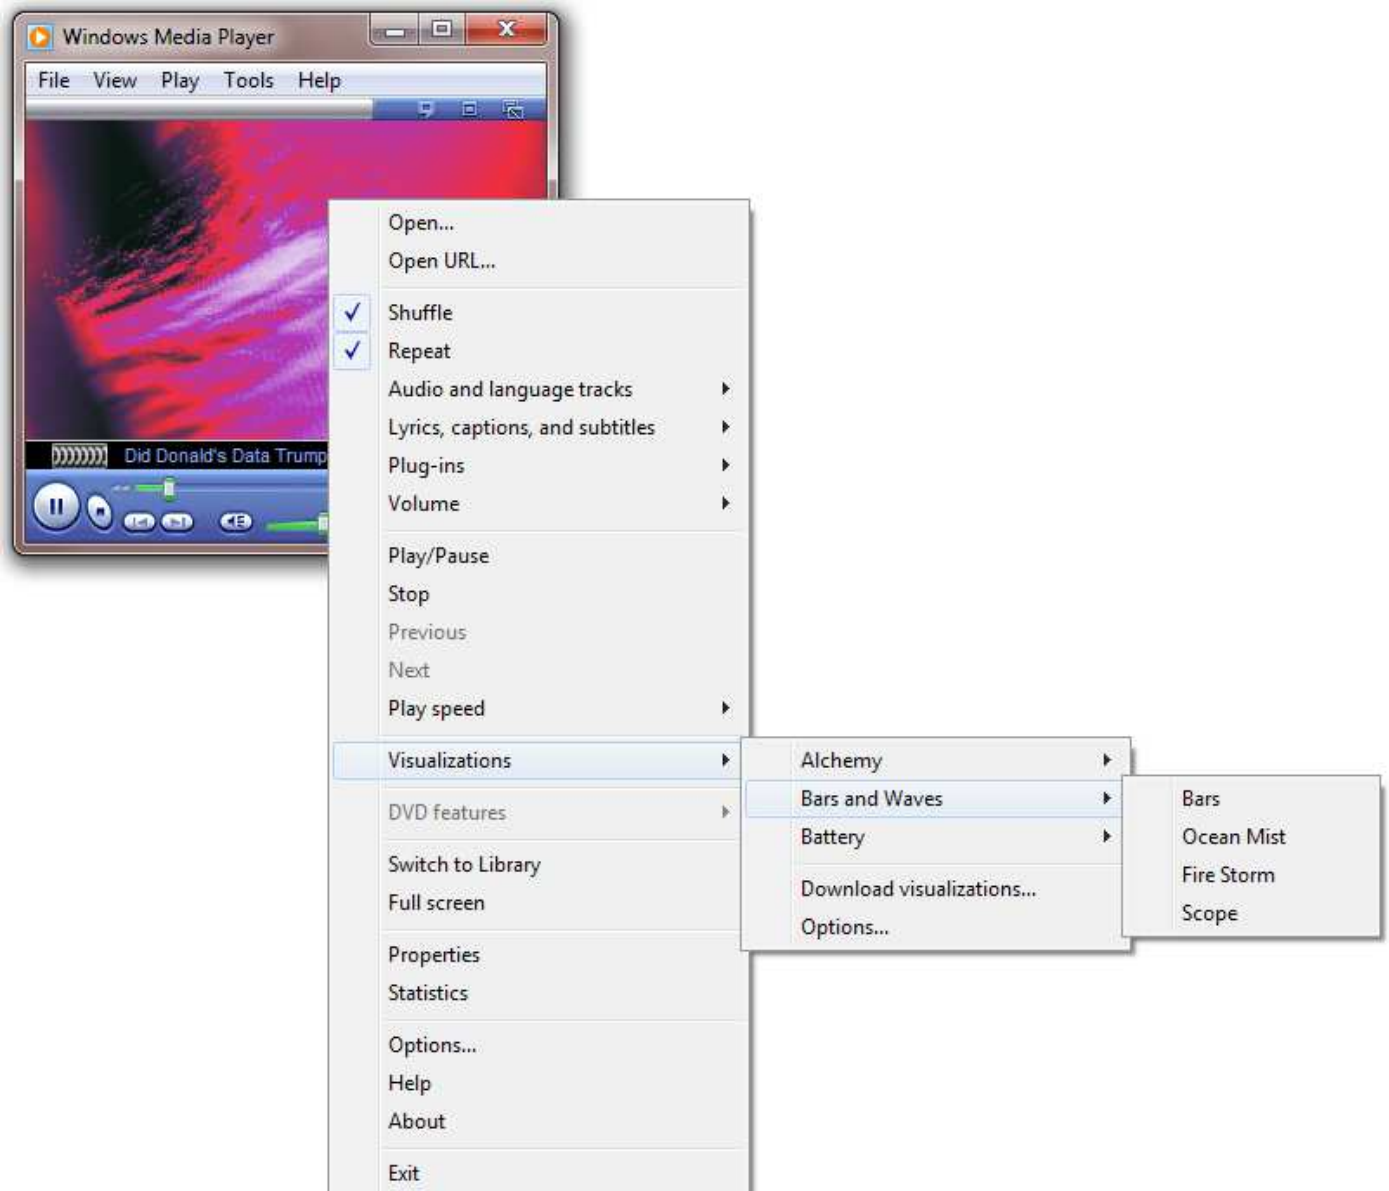 Windows Media Player
File View Play Tools Help
Did Donald's Data Trump
Open...
Open URL...
Shuffle
Repeat
Audio and language tracks
Lyrics, captions, and subtitles
Plug-ins
Volume
Play/Pause
Stop
Previous
Next
Play speed
Visualizations
DVD features
Switch to Library
Full screen
Properties
Statistics
Options...
Help
About
Exit
Alchemy
Bars and Waves
Battery
Download visualizations...
Options...
Bars
Ocean Mist
Fire Storm
Scope